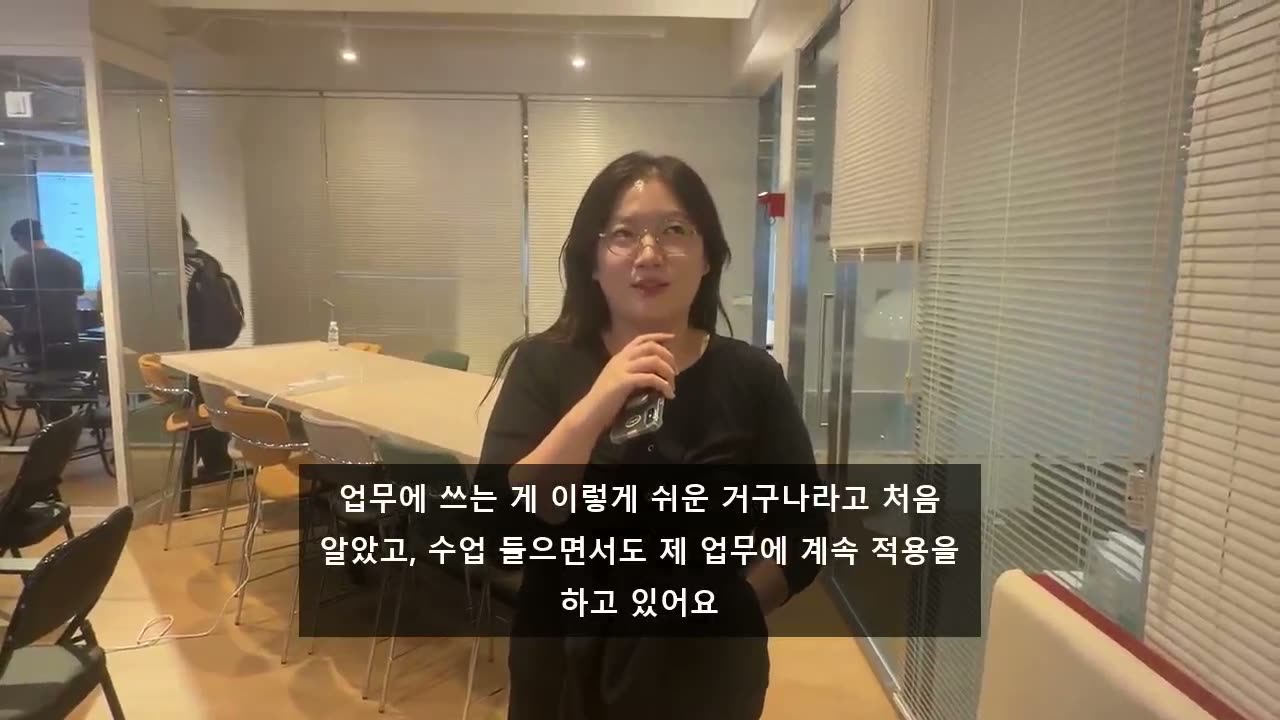 업무에 쓰는 게 이렇게 쉬운 거구나라고 처음
알았고, 수업 들으면서도 제 업무에 계속 적용을
하고 있어요